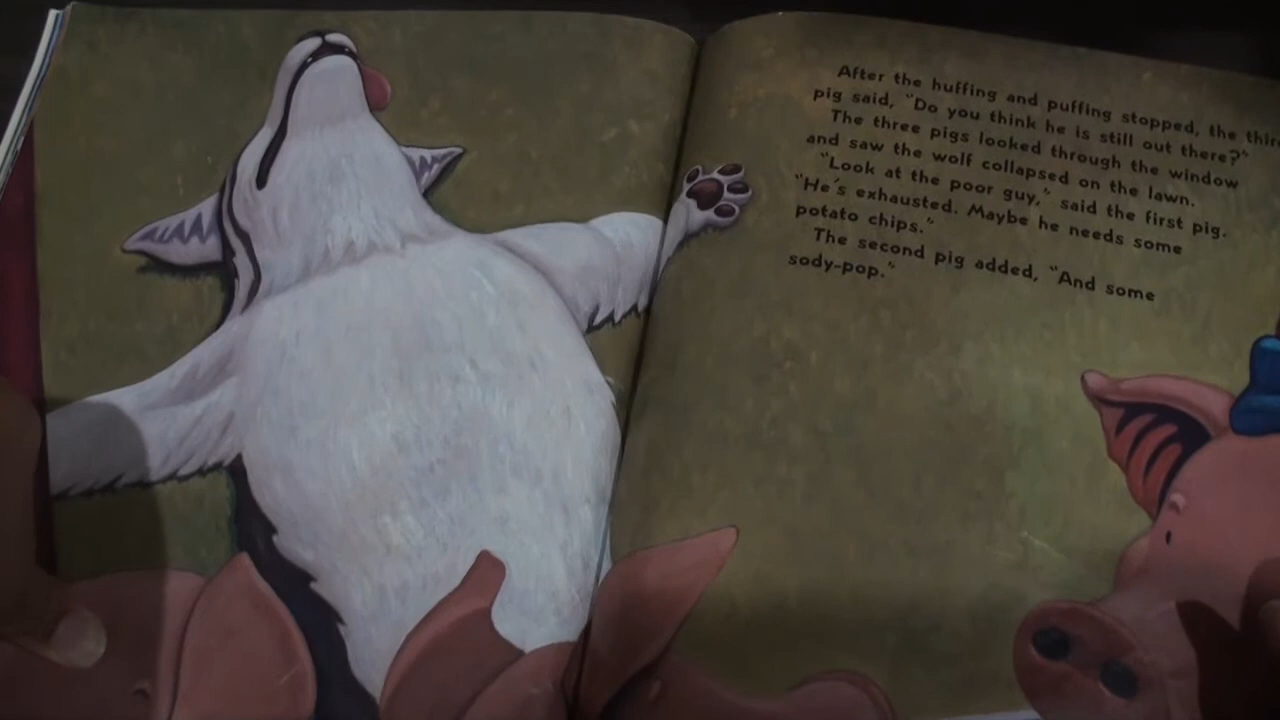 After the huffing and puffing stopped, the third
pig said, "Do you think he is still out there?"
The three pigs looked through the window
and saw the wolf collapsed on the lawn.
"Look at the poor guy," said the first pig.
"He's exhausted. Maybe he needs some
potato chips."
The second pig added, "And some
sody-pop."